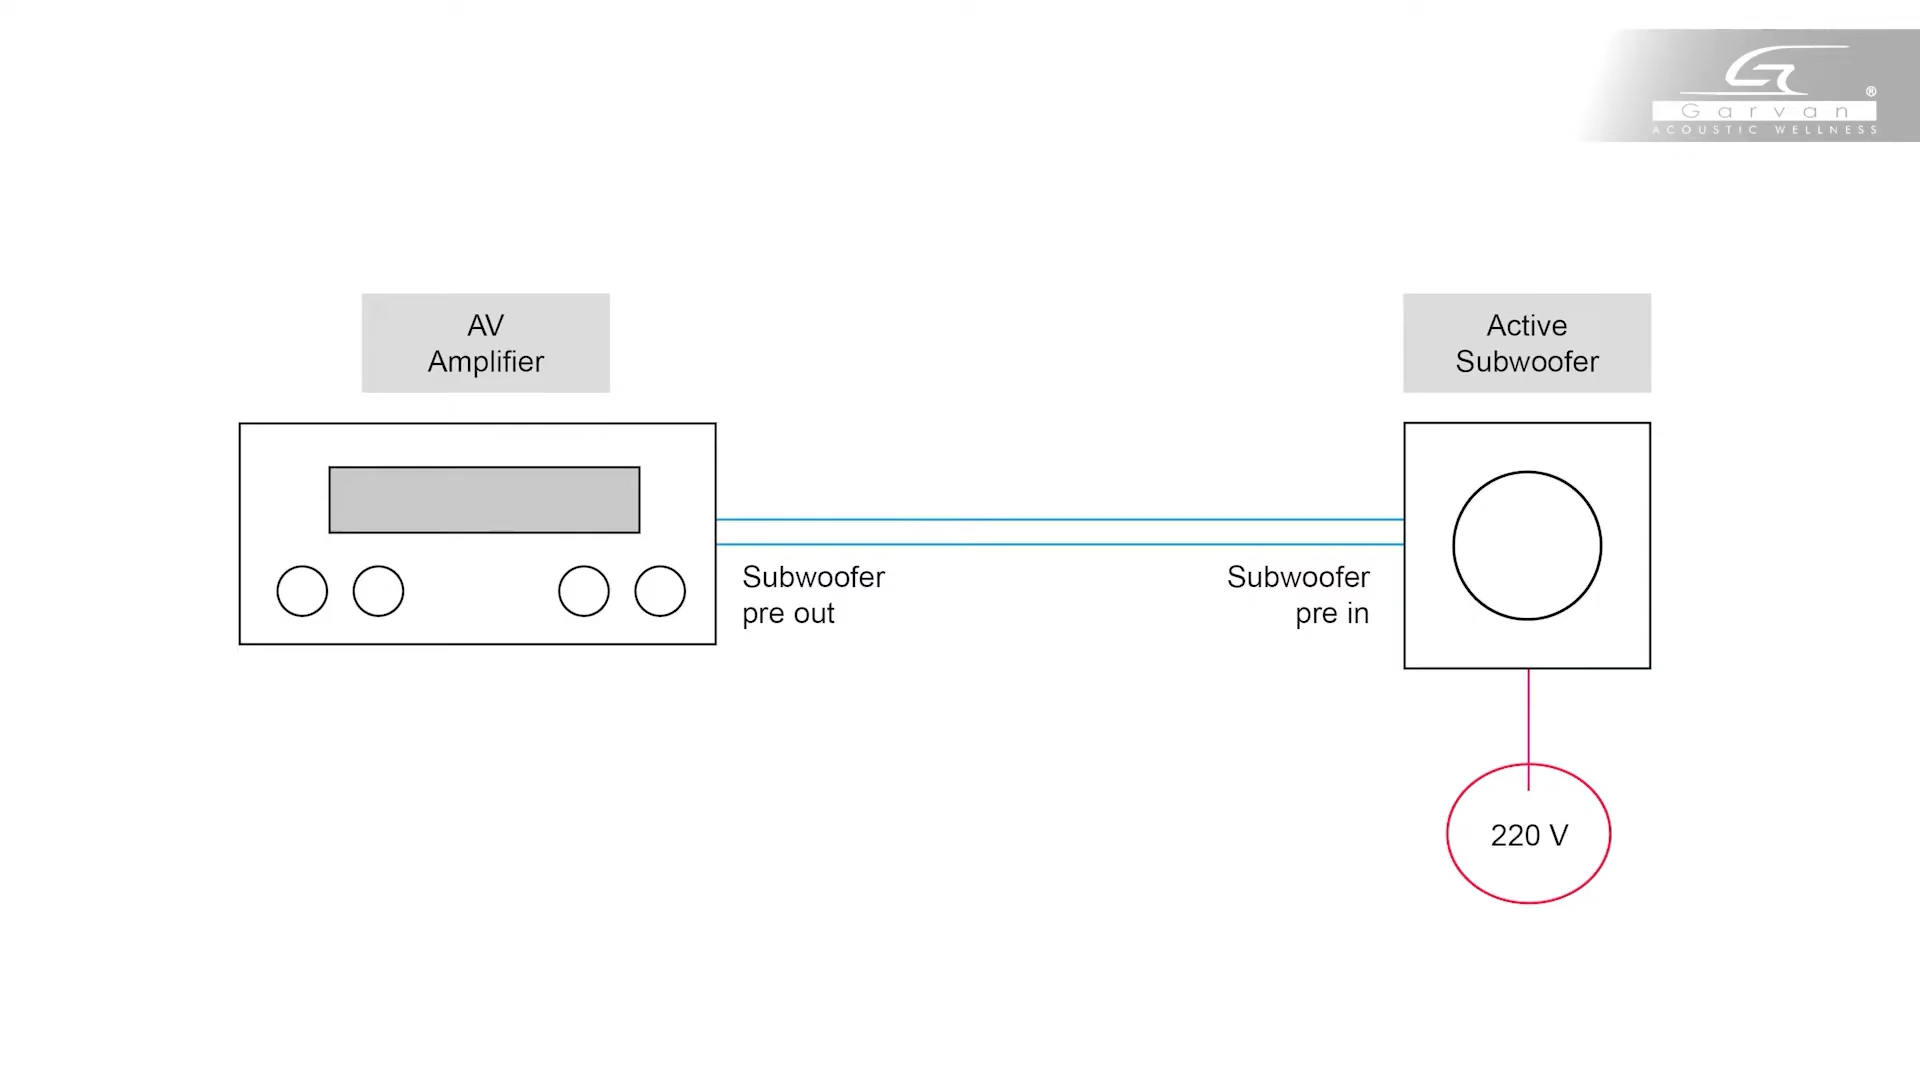 Garvan
®
ACOUSTIC WELLNESS
AV
Amplifier
Active
Subwoofer
Subwoofer
pre out
Subwoofer
pre in
220 V